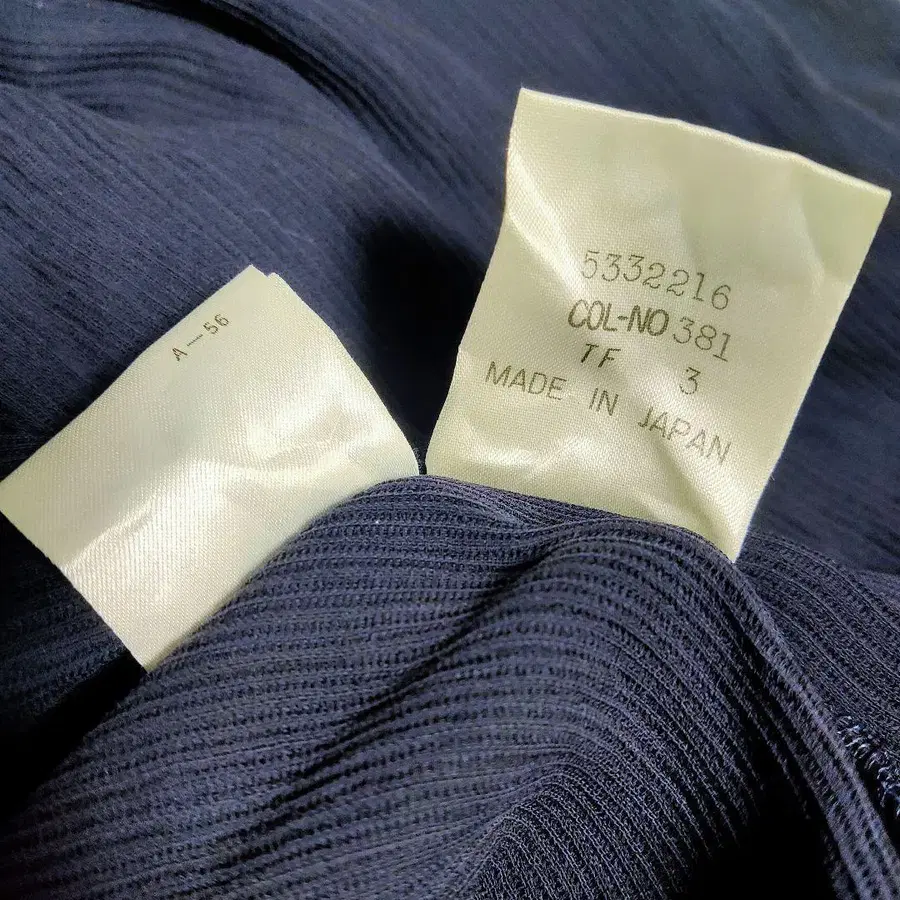 A—56
5332216
COL-NO 381
TF 3
MADE IN JAPAN